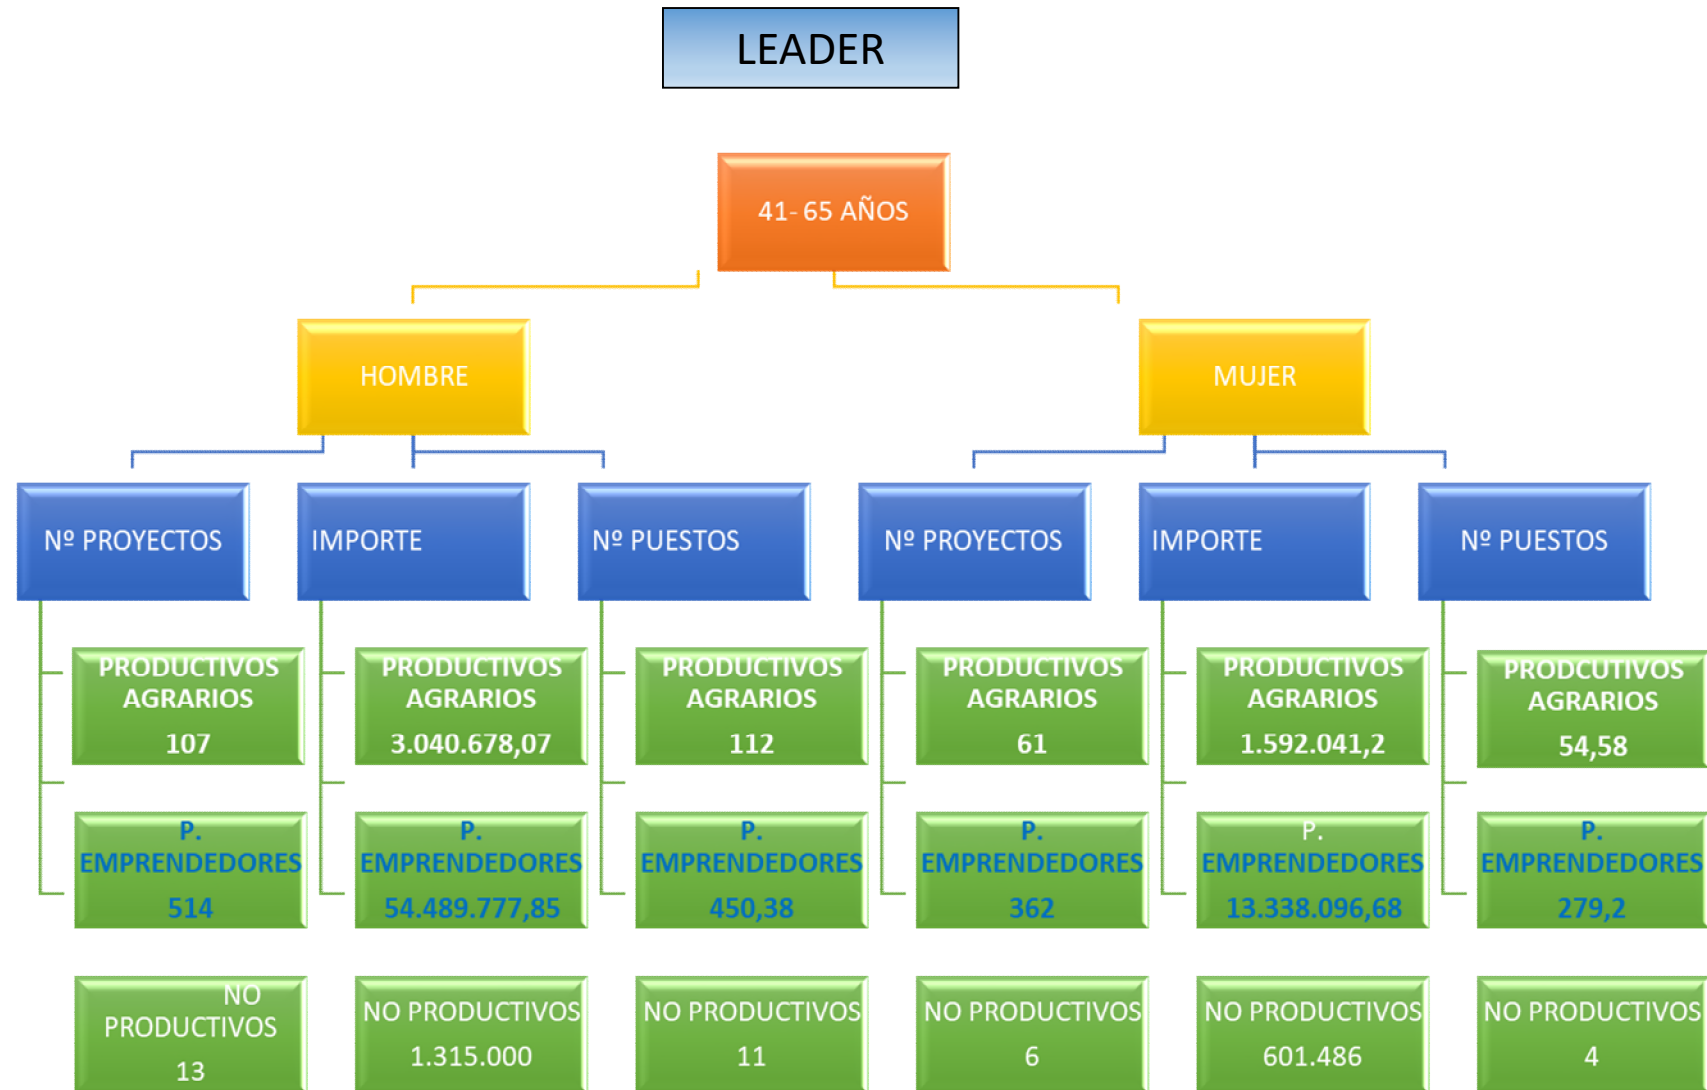 LEADER
41- 65 AÑOS
HOMBRE
MUJER
Nº PROYECTOS
IMPORTE
Nº PUESTOS
Nº PROYECTOS
IMPORTE
Nº PUESTOS
PRODUCTIVOS
AGRARIOS
107
PRODUCTIVOS
AGRARIOS
3.040.678,07
PRODUCTIVOS
AGRARIOS
112
PRODUCTIVOS
AGRARIOS
61
PRODUCTIVOS
AGRARIOS
1.592.041,2
PRODCUTIVOS
AGRARIOS
54,58
P.
EMPRENDEDORES
514
P.
EMPRENDEDORES
54.489.777,85
P.
EMPRENDEDORES
450,38
P.
EMPRENDEDORES
362
P.
EMPRENDEDORES
13.338.096,68
P.
EMPRENDEDORES
279,2
NO
PRODUCTIVOS
13
NO PRODUCTIVOS
1.315.000
NO PRODUCTIVOS
11
NO PRODUCTIVOS
6
NO PRODUCTIVOS
601.486
NO PRODUCTIVOS
4